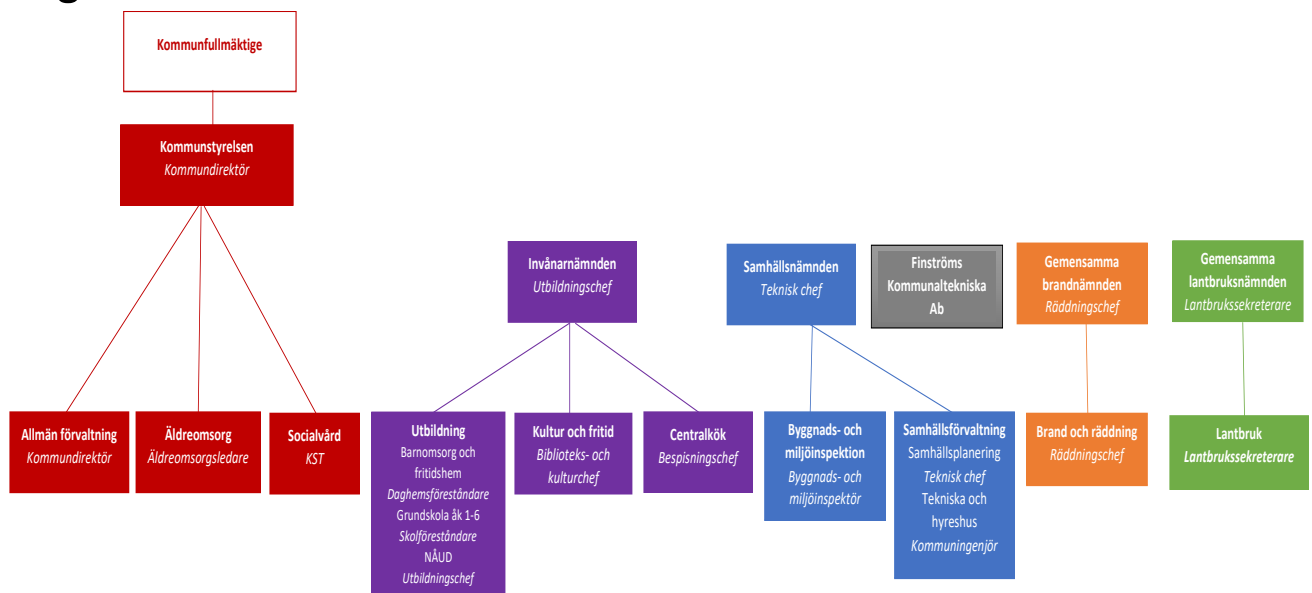 Kommunfullmäktige
Kommunstyrelsen
Kommundirektör
Invånarnämnden
Utbildningschef
Samhällsnämnden
Teknisk chef
Finströms
Kommunaltekniska
Ab
Gemensamma
brandnämnden
Räddningschef
Gemensamma
lantbruksnämnden
Lantbrukssekreterare
Allmän förvaltning
Kommundirektör
Äldreomsorg
Äldreomsorgsledare
Socialvård
KST
Utbildning
Barnomsorg och
fritidshem
Daghemsföreståndare
Grundskola åk 1-6
Skolföreståndare
NÅUD
Utbildningschef
Kultur och fritid
Biblioteks- och
kulturchef
Centralkök
Bespisningschef
Byggnads- och
miljöinspektion
Byggnads- och
miljöinspektör
Samhällsförvaltning
Samhällsplanering
Teknisk chef
Tekniska och
hyreshus
Kommuningenjör
Brand och räddning
Räddningschef
Lantbruk
Lantbrukssekreterare